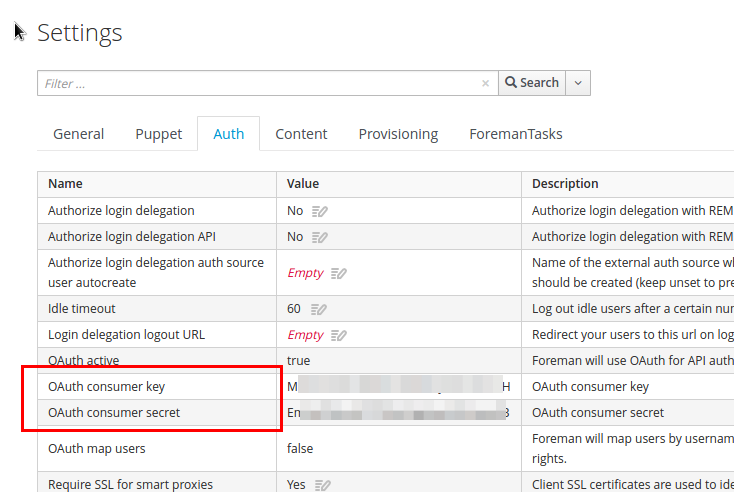 Settings
Filter ... × Search
General Puppet Auth Content Provisioning ForemanTasks
Name Value Description
Authorize login delegation No Authorize login delegation with REM
Authorize login delegation API No Authorize login delegation with REM
Authorize login delegation auth source
user autocreate
Empty
Name of the external auth source
should be created (keep unset to pre
Idle timeout 60 Log out idle users after a certain nu
Login delegation logout URL Empty Redirect your users to this url on log
OAuth active true Foreman will use OAuth for API auth
OAuth consumer key M H OAuth consumer key
OAuth consumer secret OAuth consumer secret
OAuth map users false
Foreman will map users by usernam
rights.
Require SSL for smart proxies Yes Client SSL certificates are used to ide